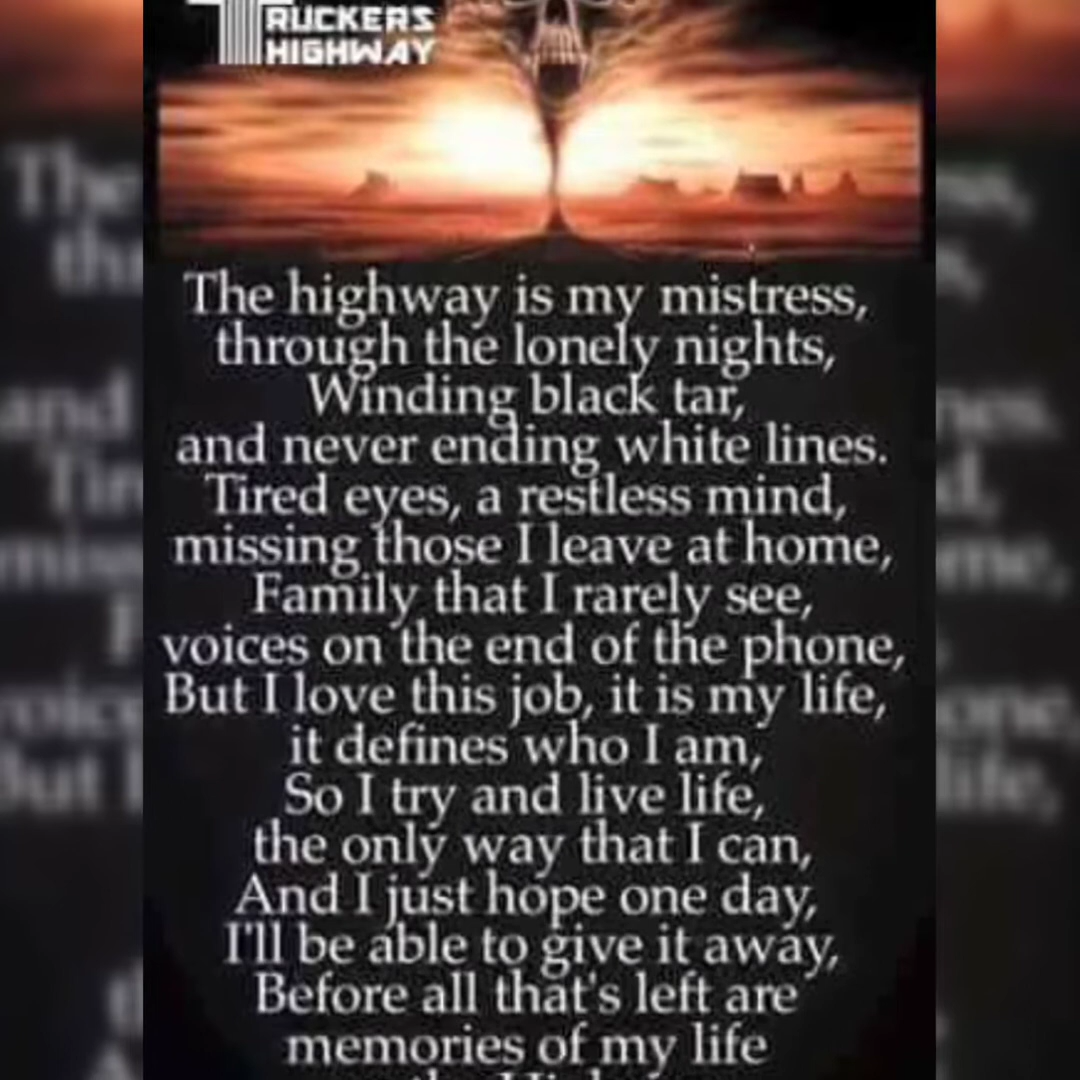 TRUCKERS
HIGHWAY
The highway is my mistress,
through the lonely nights,
Winding black tar,
and never ending white lines.
Tired eyes, a restless mind,
missing those I leave at home,
Family that I rarely see,
voices on the end of the phone,
But I love this job, it is my life,
it defines who I am,
So I try and live life,
the only way that I can,
And I just hope one day,
I'll be able to give it away,
Before all that's left are
memories of my life